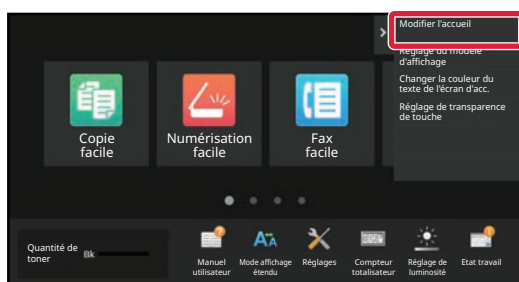 Modifier l'accueil
Réglage du modèle
d'affichage
Changer la couleur du
texte de l'écran d'acc.
Réglage de transparence
de touche
Copie
facile
Numérisation
facile
Fax
facile
Quantité de
toner
Bk
Manuel
utilisateur
Mode affichage
étendu
Réglages
Compteur
totalisateur
Réglage de
luminosité
Etat travail